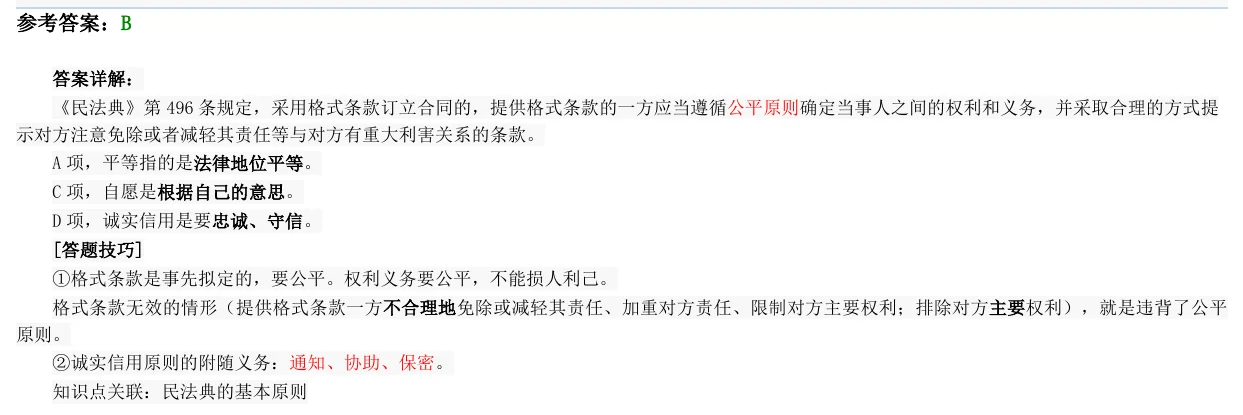 参考答案：B
答案详解：
《民法典》第 496 条规定，采用格式条款订立合同的，提供格式条款的一方应当遵循公平原则确定当事人之间的权利和义务，并采取合理的方式提
示对方注意免除或者减轻其责任等与对方有重大利害关系的条款。
A 项，平等指的是法律地位平等。
C 项，自愿是根据自己的意思。
D 项，诚实信用是要忠诚、守信。
[答题技巧]
①格式条款是事先拟定的，要公平。权利义务要公平，不能损人利己。
格式条款无效的情形（提供格式条款一方不合理地免除或减轻其责任、加重对方责任、限制对方主要权利；排除对方主要权利），就是违背了公平
原则。
②诚实信用原则的附随义务：通知、协助、保密。
知识点关联：民法典的基本原则